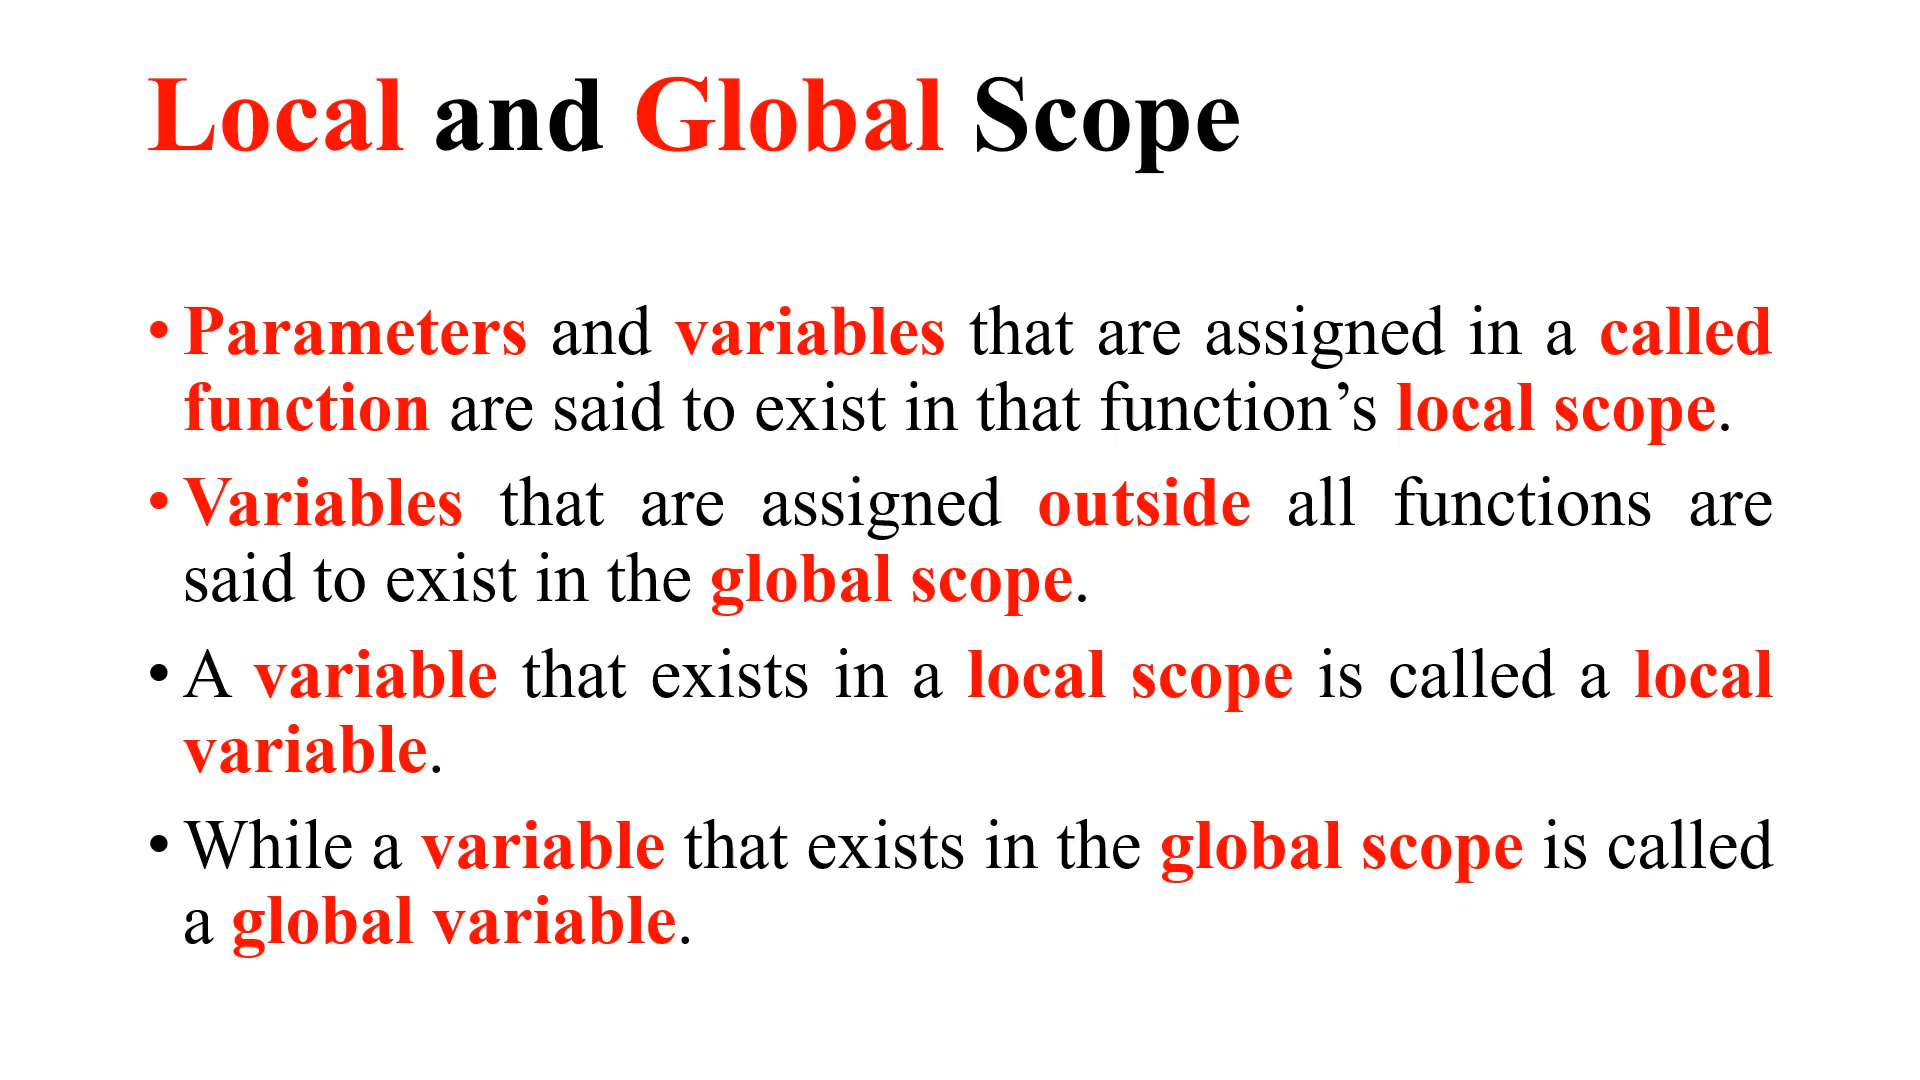 Local and Global Scope
• Parameters and variables that are assigned in a called
function are said to exist in that function’s local scope.
• Variables that are assigned outside all functions are
said to exist in the global scope.
• A variable that exists in a local scope is called a local
variable.
• While a variable that exists in the global scope is called
a global variable.